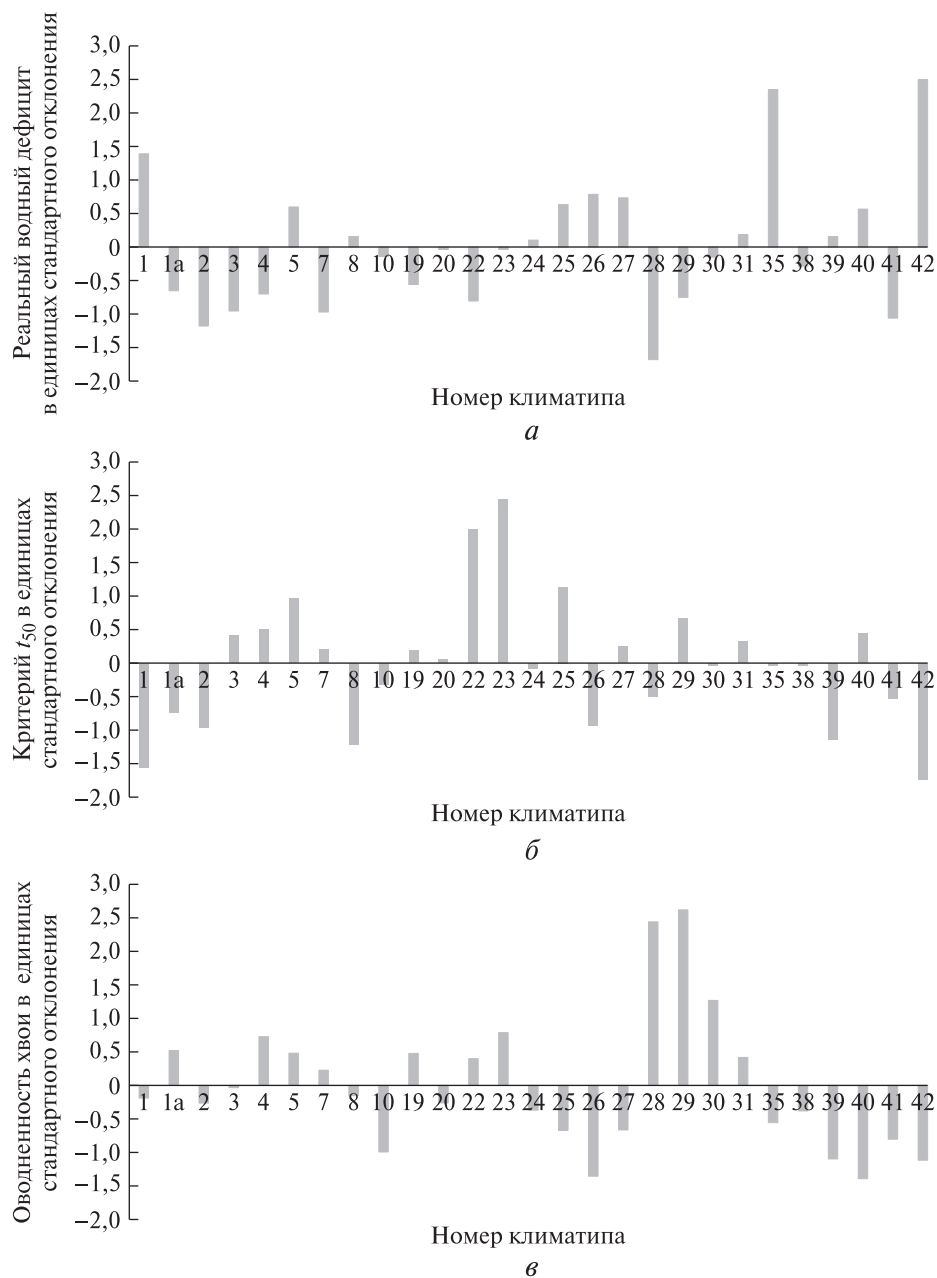 Реальный водный дефицит
в единицах стандартного отклонения
3,0
2,5
2,0
1,5
1,0
0,5
0
−0,5
−1,0
−1,5
−2,0
1 1а 2 3 4 5 7 8 10 19 20 22 23 24 25 26 27 28 29 30 31 35 38 39 40 41 42
Номер климатипа
а
Критерий t50 в единицах
стандартного отклонения
3,0
2,5
2,0
1,5
1,0
0,5
0
−0,5
−1,0
−1,5
−2,0
1 1а 2 3 4 5 7 8 10 19 20 22 23 24 25 26 27 28 29 30 31 35 38 39 40 41 42
Номер климатипа
б
Оводненность хвои в единицах
стандартного отклонения
3,0
2,5
2,0
1,5
1,0
0,5
0
−0,5
−1,0
−1,5
−2,0
1 1а 2 3 4 5 7 8 10 19 20 22 23 24 25 26 27 28 29 30 31 35 38 39 40 41 42
Номер климатипа
в